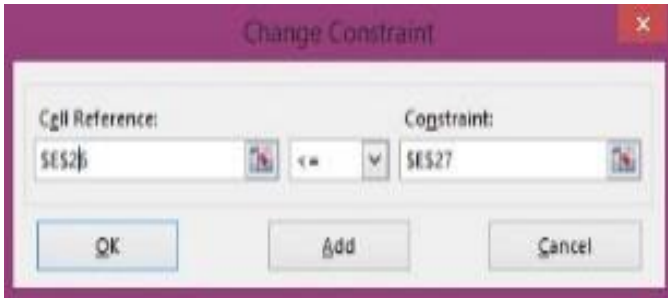 Change Constraint
×
Cell Reference: Constraint:
$E$26 <= $E$27
OK Add Cancel